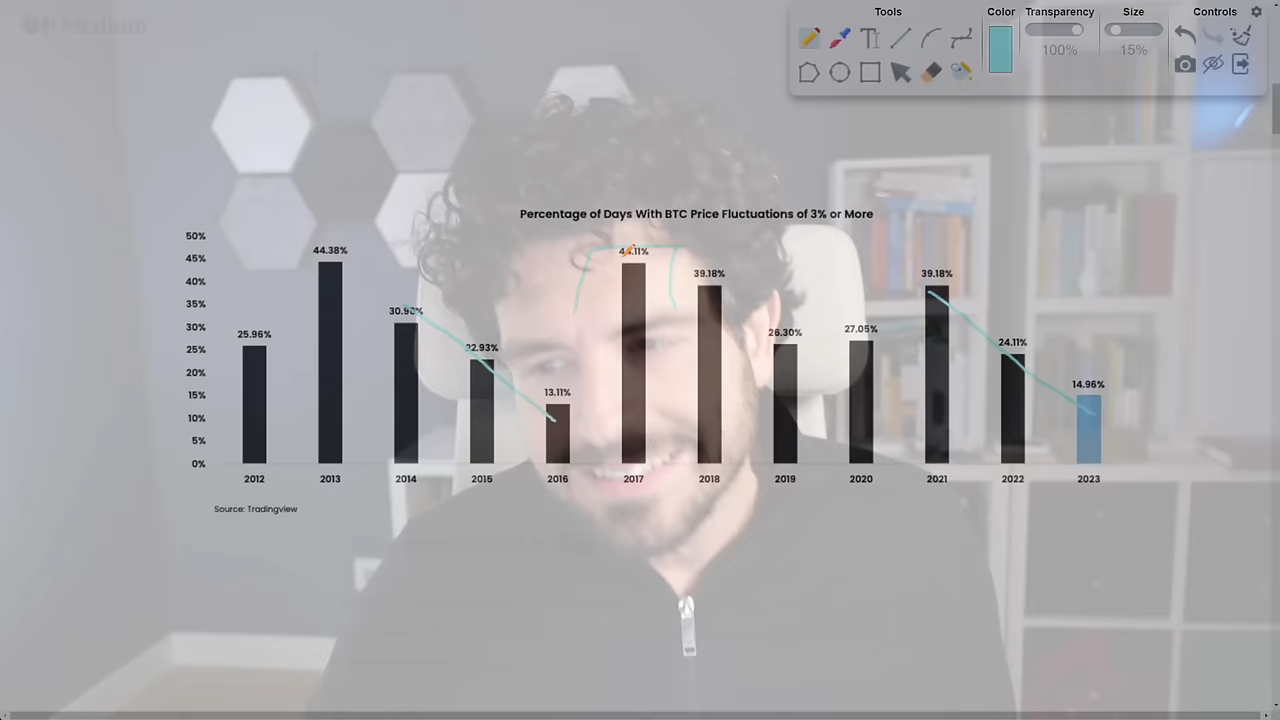 Medium
Tools Color Transparency Size Controls
100% 15%
Percentage of Days With BTC Price Fluctuations of 3% or More
50%
45%
40%
35%
30%
25%
20%
15%
10%
5%
0%
25.96% 44.38% 22.93% 13.11% 39.18% 26.30% 27.05% 39.18% 24.11% 14.96%
2012 2013 2014 2015 2016 2017 2018 2019 2020 2021 2022 2023
Source: Tradingview